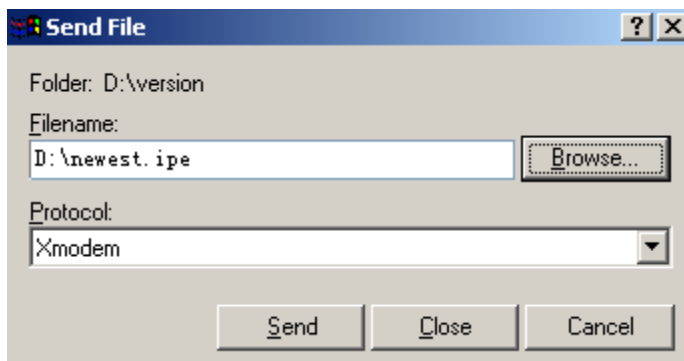 Send File
Folder: D:\version
Filename:
D:\newest.ipe Browse...
Protocol:
Xmodem
Send Close Cancel